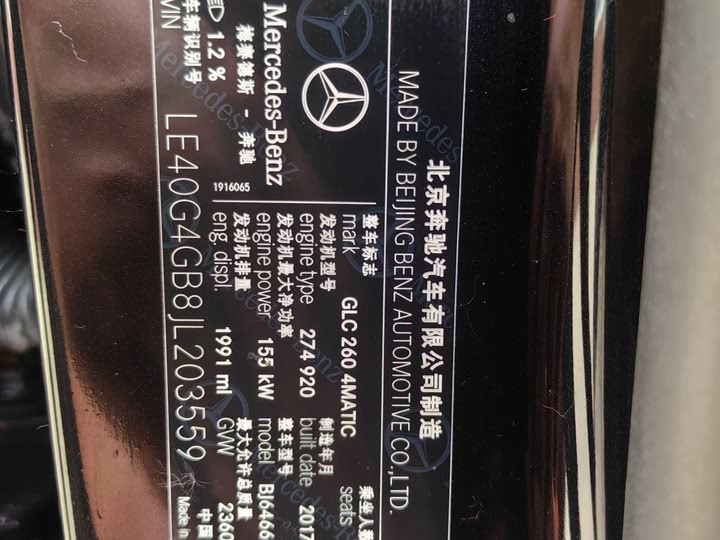 北京奔驰汽车有限公司制造
MADE BY BEIJING BENZ AUTOMOTIVE CO.,LTD.
Mercedes-Benz
梅赛德斯 - 奔驰
1916065
1.2 %
整车标志
mark GLC 260 4MATIC
乘坐人数
seats
发动机型号
engine type 274 920
制造年月
built date 2017
发动机最大净功率
engine power 155 kW
整车型号
model BJ6466
发动机排量
eng. displ. 1991 ml
最大允许总质量
GVW 2360
车辆识别号
VIN LE40G4GB8JL203559
中国
Made in